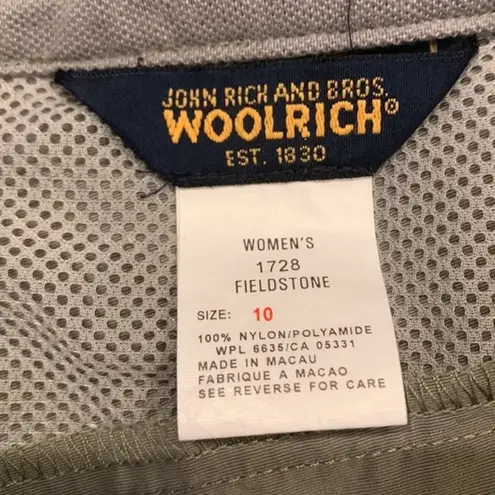 JOHN RICH AND BROS.
WOOLRICH®
EST. 1830
WOMEN'S
1728
FIELDSTONE
SIZE: 10
100% NYLON/POLYAMIDE
WPL 6635/CA 05331
MADE IN MACAU
FABRIQUE A MACAO
SEE REVERSE FOR CARE